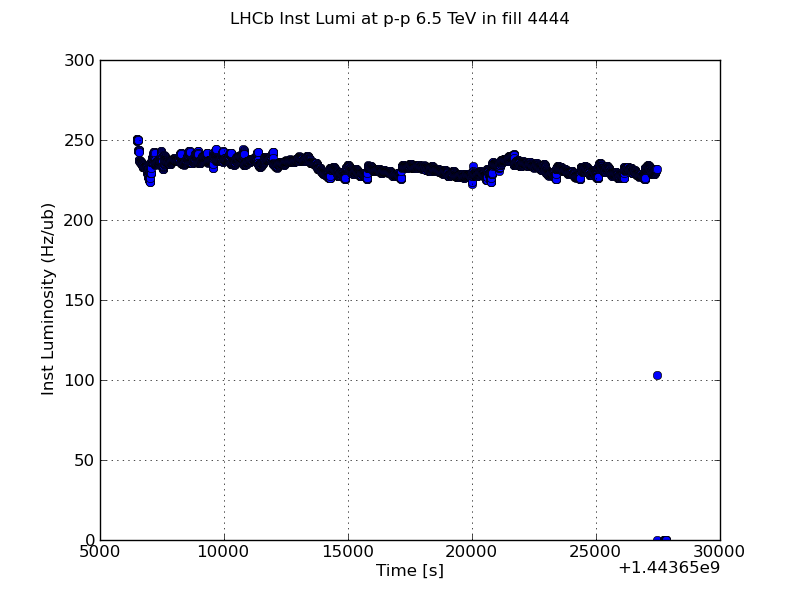 LHCb Inst Lumi at p-p 6.5 TeV in fill 4444
300
250
200
150
100
50
0
Inst Luminosity (Hz/ub)
5000 10000 15000 20000 25000 30000
Time [s]
+1.44365e9